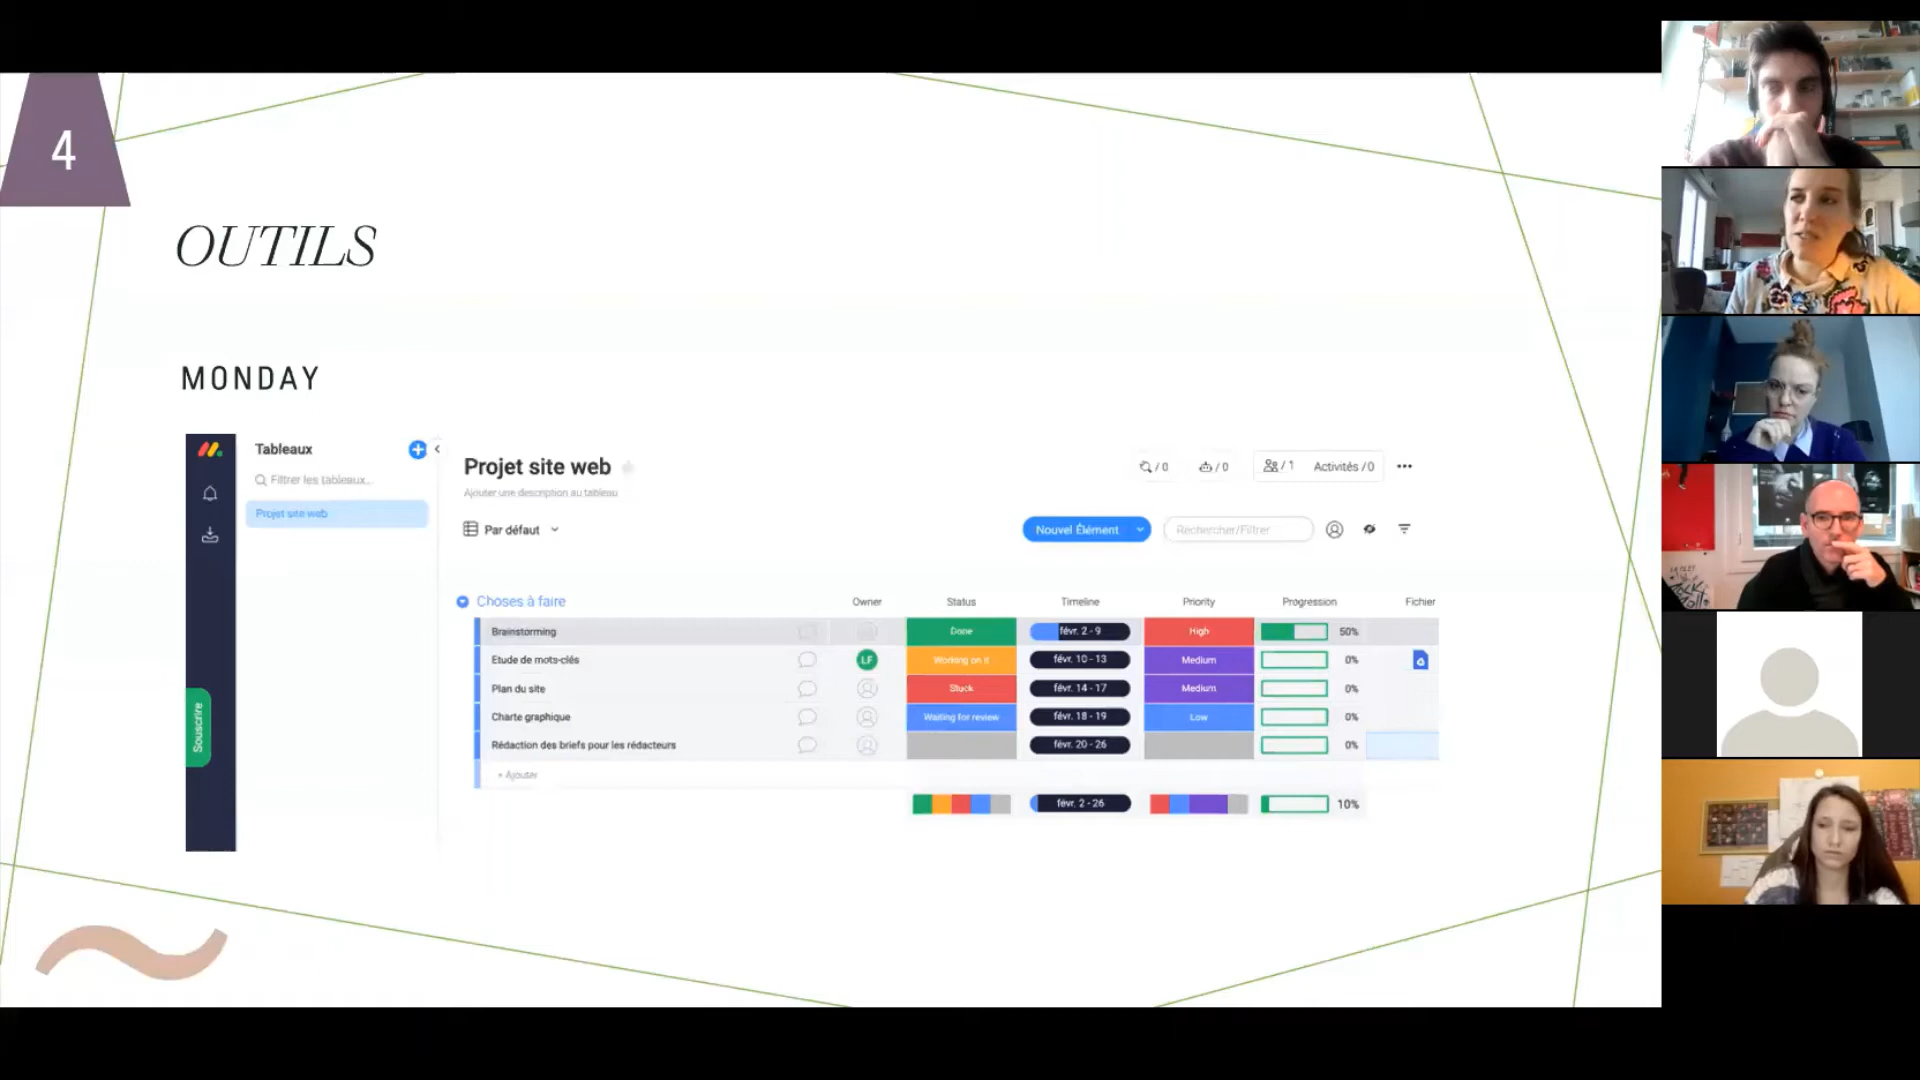 4
OUTILS
MONDAY
Tableaux
Filtrer les tableaux...
Projet site web
Souscrire
Projet site web
Ajouter une description au tableau
/ 0
/ 0
/ 1 Activités / 0
Par défaut
Nouvel Élément
Rechercher/Filtrer
Choses à faire Owner Status Timeline Priority Progression Fichier
Brainstorming Done févr. 2 - 9 High 50%
Etude de mots-clés LF Working on it févr. 10 - 13 Medium 0%
Plan du site Stuck févr. 14 - 17 Medium 0%
Charte graphique Waiting for review févr. 18 - 19 Low 0%
Rédaction des briefs pour les rédacteurs févr. 20 - 26 0%
+ Ajouter
févr. 2 - 26 10%